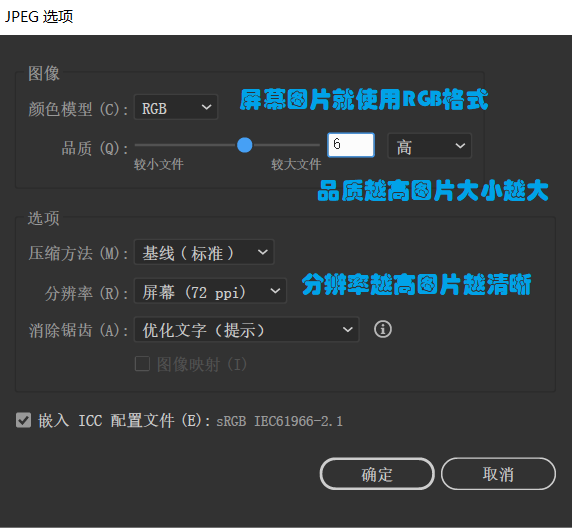 JPEG 选项
图像
颜色模型 (C): RGB
屏幕图片就使用RGB格式
品质 (Q): 6 高
较小文件 较大文件
品质越高图片大小越大
选项
压缩方法 (M): 基线（标准）
分辨率 (R): 屏幕 (72 ppi)
分辨率越高图片越清晰
消除锯齿 (A): 优化文字（提示）
图像映射 (I)
嵌入 ICC 配置文件 (E): sRGB IEC61966-2.1
确定 取消